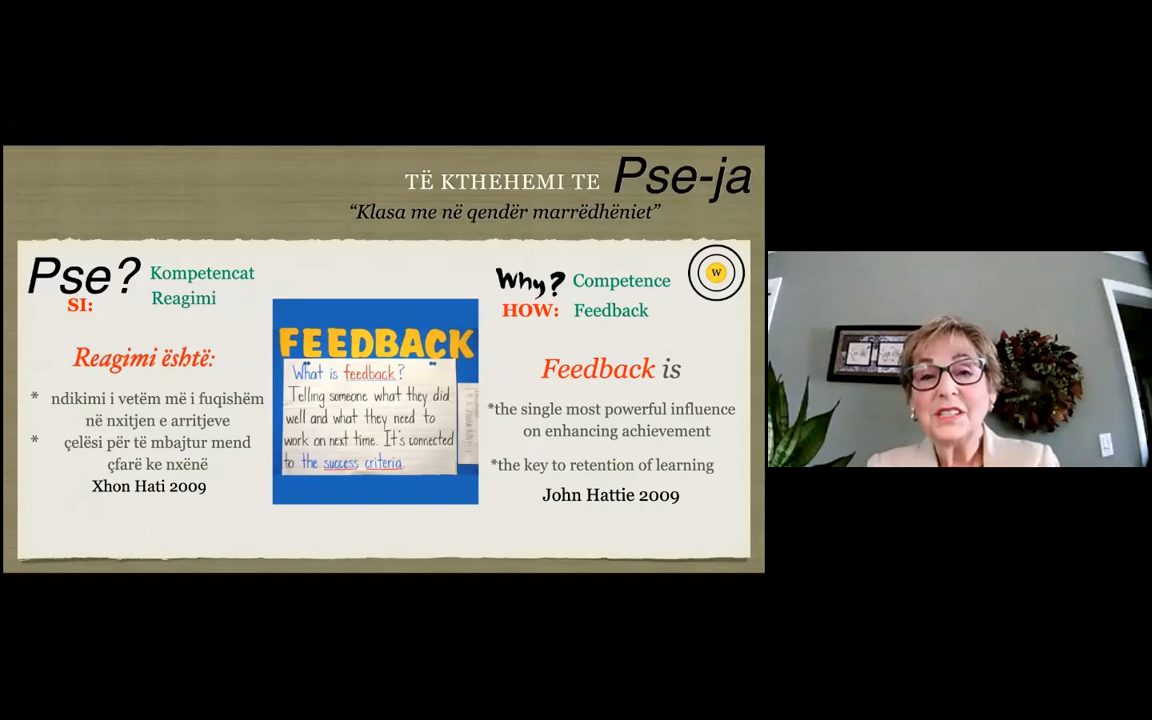 TË KTHEHEMI TE Pse-ja
“Klasa me në qendër marrëdhëniet”
Pse? Kompetencat
SI: Reagimi
Reagimi është:
* ndikimi i vetëm më i fuqishëm
në nxitjen e arritjeve
* çelësi për të mbajtur mend
çfarë ke nxënë
Xhon Hati 2009
FEEDBACK
What is feedback?
Telling someone what they did
well and what they need to
work on next time. It's connected
to the success criteria.
Why? Competence
HOW: Feedback
W
Feedback is
*the single most powerful influence
on enhancing achievement
*the key to retention of learning
John Hattie 2009